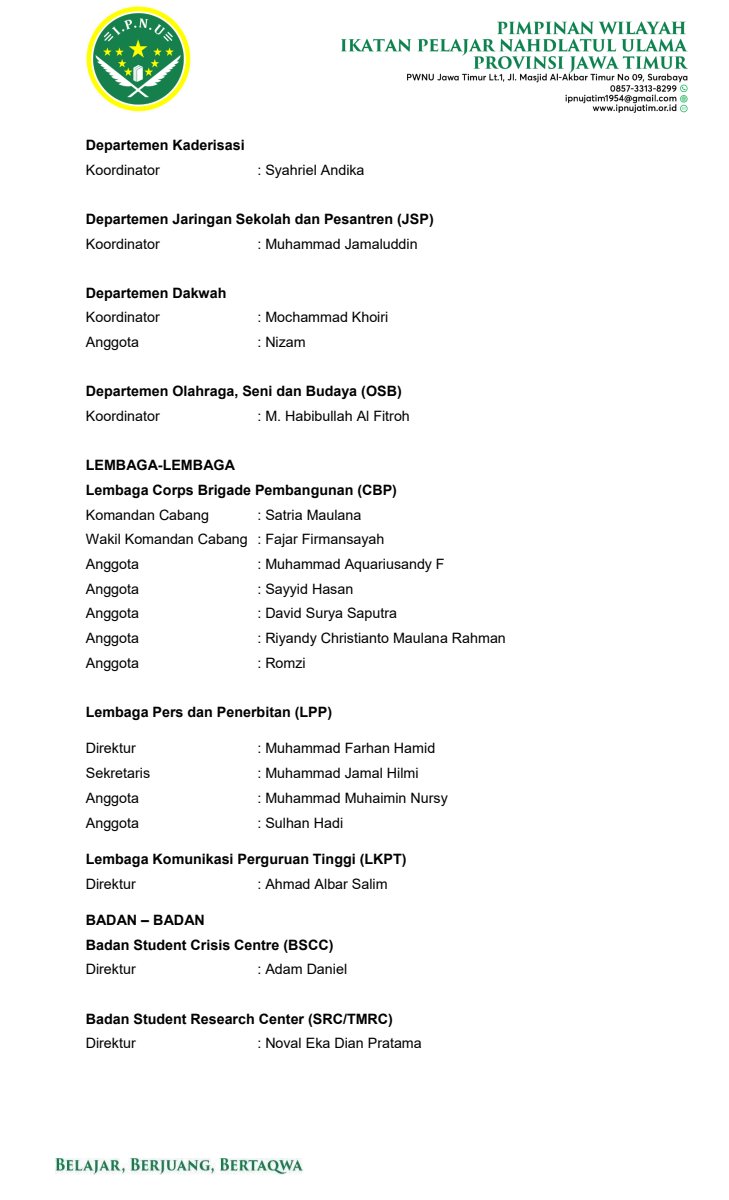 I.P.N.U
PIMPINAN WILAYAH
IKATAN PELAJAR NAHDLATUL ULAMA
PROVINSI JAWA TIMUR
PWNU Jawa Timur Lt.1, Jl. Masjid Al-Akbar Timur No 09, Surabaya
0857-3313-8299
ipnujatim1954@gmail.com
www.ipnujatim.or.id
Departemen Kaderisasi
Koordinator : Syahriel Andika
Departemen Jaringan Sekolah dan Pesantren (JSP)
Koordinator : Muhammad Jamaluddin
Departemen Dakwah
Koordinator : Mochammad Khoiri
Anggota : Nizam
Departemen Olahraga, Seni dan Budaya (OSB)
Koordinator : M. Habibullah Al Fitroh
LEMBAGA-LEMBAGA
Lembaga Corps Brigade Pembangunan (CBP)
Komandan Cabang : Satria Maulana
Wakil Komandan Cabang : Fajar Firmansayah
Anggota : Muhammad Aquariusandy F
Anggota : Sayyid Hasan
Anggota : David Surya Saputra
Anggota : Riyandy Christianto Maulana Rahman
Anggota : Romzi
Lembaga Pers dan Penerbitan (LPP)
Direktur : Muhammad Farhan Hamid
Sekretaris : Muhammad Jamal Hilmi
Anggota : Muhammad Muhaimin Nursy
Anggota : Sulhan Hadi
Lembaga Komunikasi Perguruan Tinggi (LKPT)
Direktur : Ahmad Albar Salim
BADAN – BADAN
Badan Student Crisis Centre (BSCC)
Direktur : Adam Daniel
Badan Student Research Center (SRC/TMRC)
Direktur : Noval Eka Dian Pratama
BELAJAR, BERJUANG, BERTAQWA